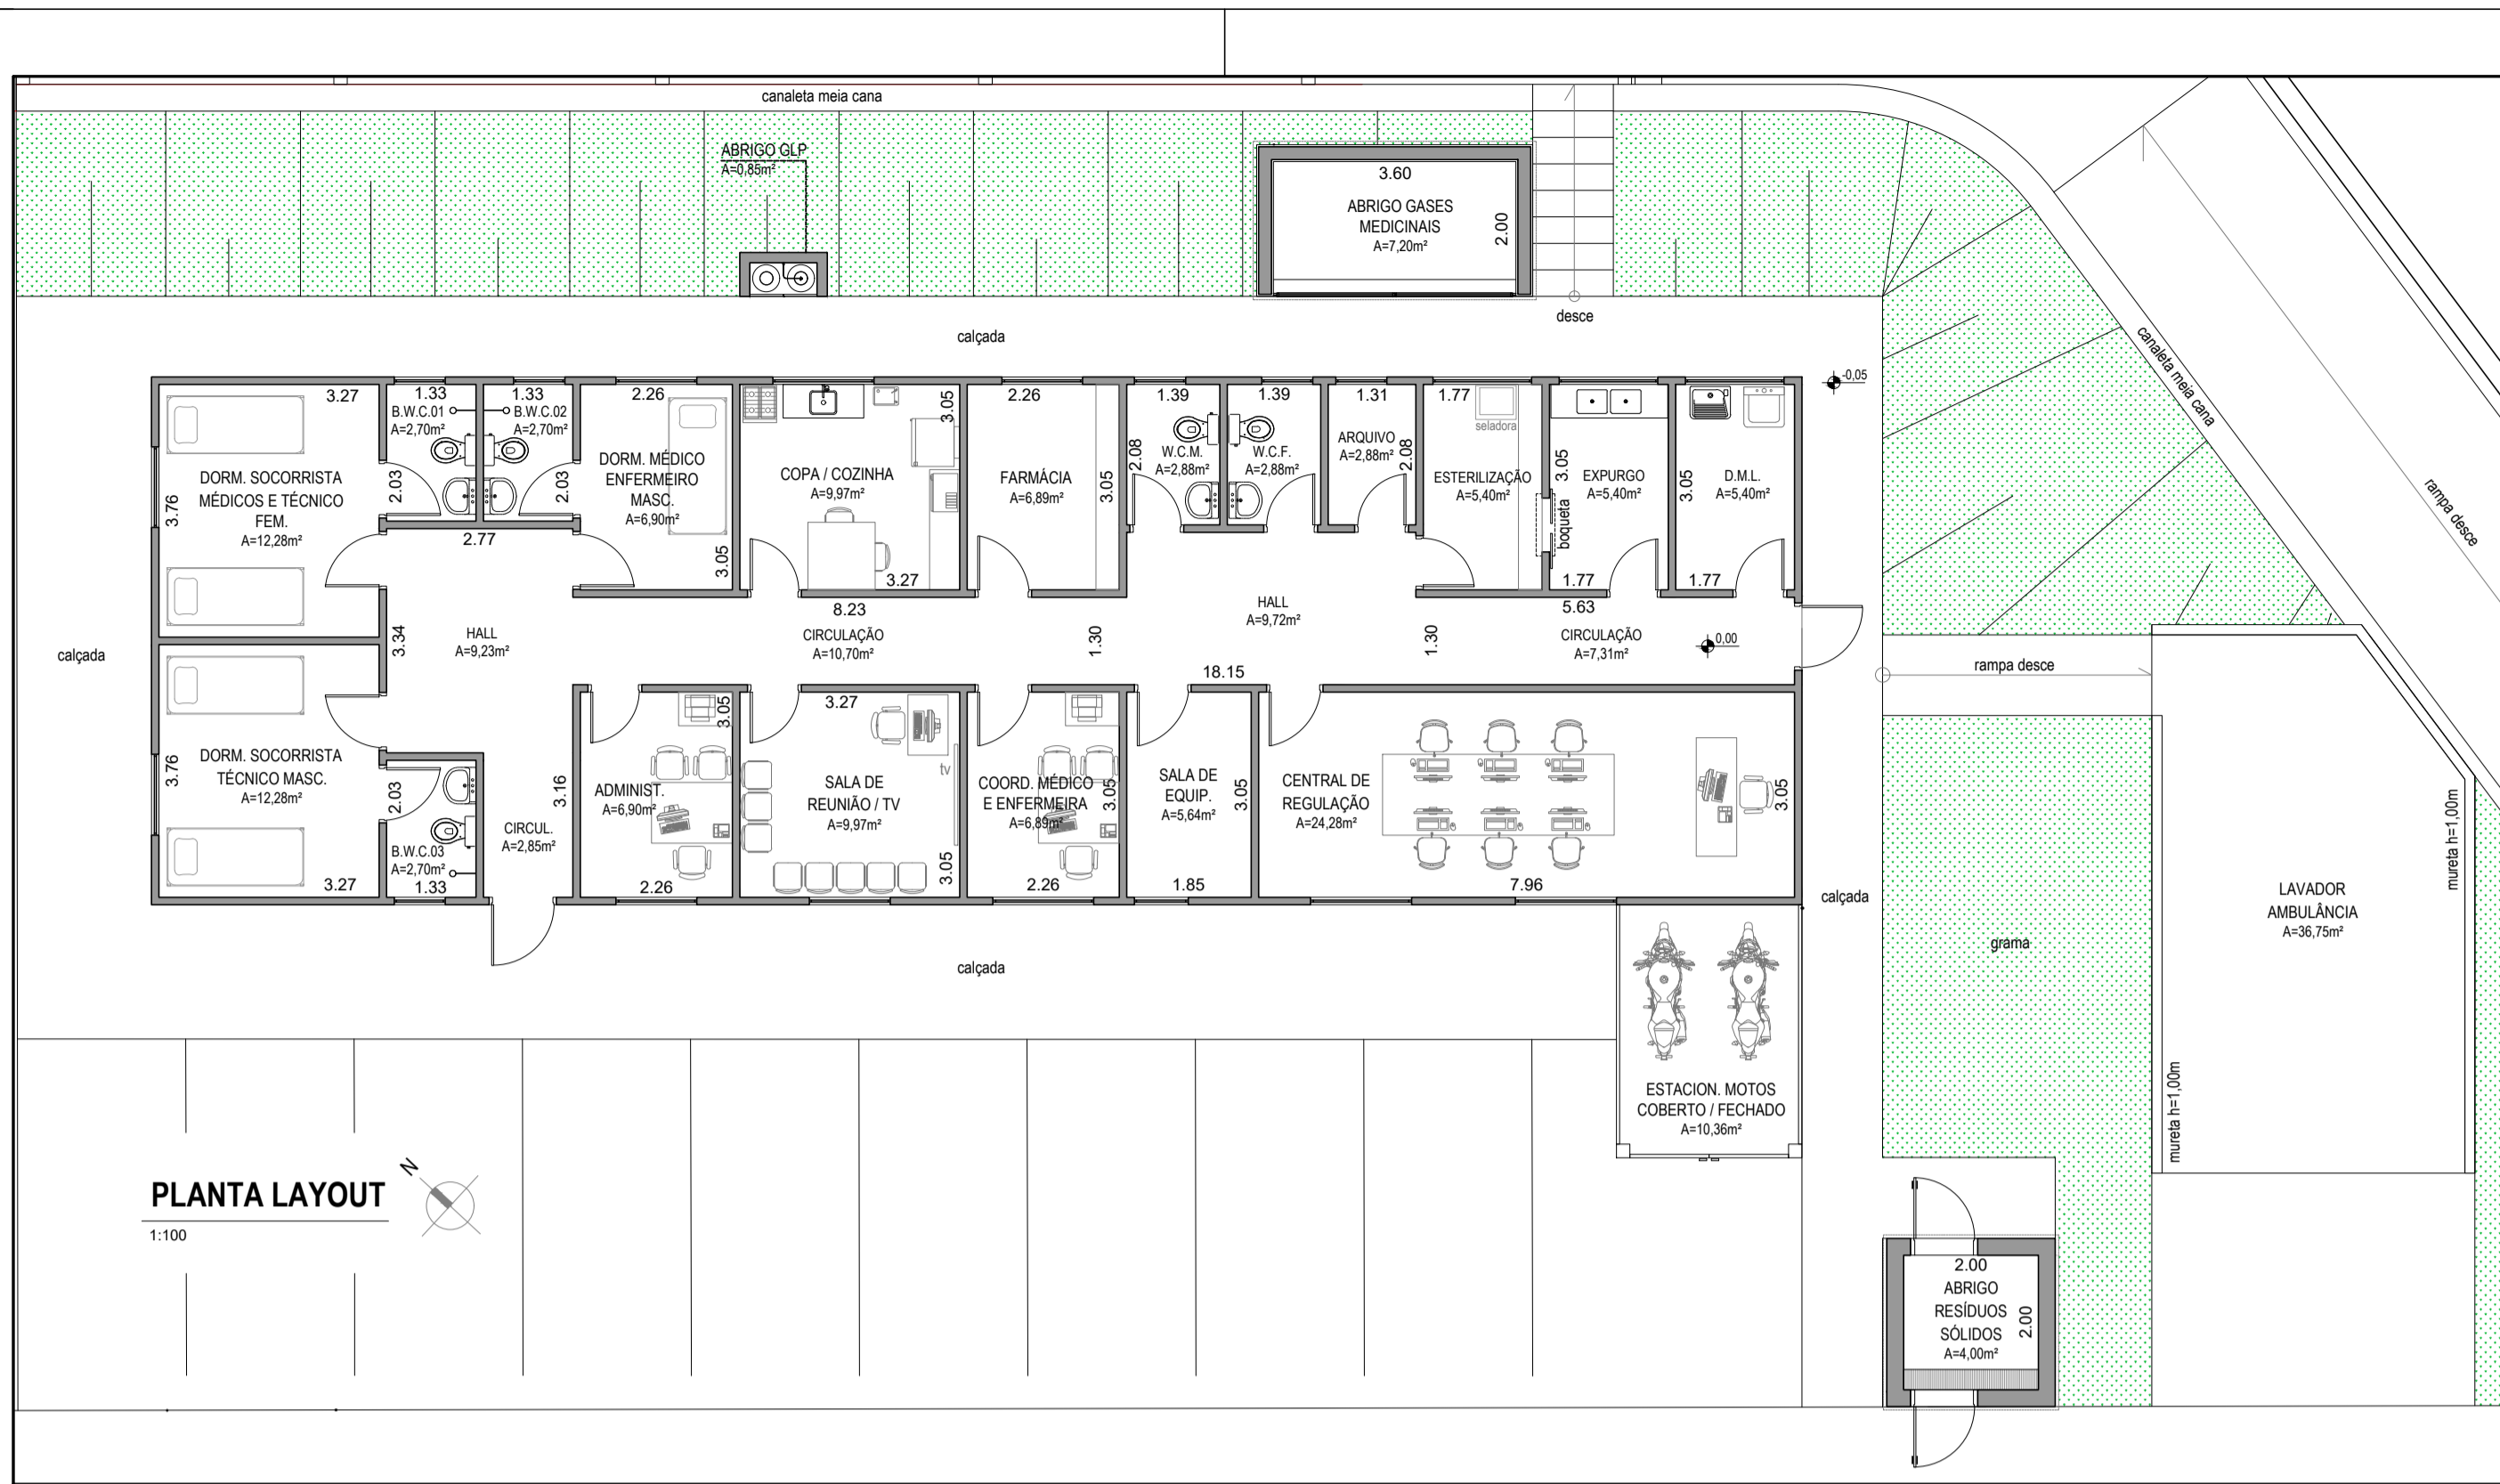 canaleta meia cana
ABRIGO GLP
A=0,85m²
3.60
ABRIGO GASES
MEDICINAIS
A=7,20m²
2.00
desce
calçada
-0,05
canaleta meia cana
rampa desce
3.27
DORM. SOCORRISTA
MÉDICOS E TÉCNICO
FEM.
A=12,28m²
3.76
1.33
B.W.C.01
A=2,70m²
2.03
1.33
B.W.C.02
A=2,70m²
2.03
2.77
2.26
DORM. MÉDICO
ENFERMEIRO
MASC.
A=6,90m²
3.05
COPA / COZINHA
A=9,97m²
3.05
3.27
2.26
FARMÁCIA
A=6,89m²
3.05
1.39
2.08
W.C.M.
A=2,88m²
1.39
W.C.F.
A=2,88m²
1.31
ARQUIVO
A=2,88m²
2.08
1.77
seladora
ESTERILIZAÇÃO
A=5,40m²
boqueta
3.05
EXPURGO
A=5,40m²
1.77
3.05
D.M.L.
A=5,40m²
1.77
calçada
3.34
HALL
A=9,23m²
8.23
CIRCULAÇÃO
A=10,70m²
1.30
HALL
A=9,72m²
18.15
1.30
5.63
CIRCULAÇÃO
A=7,31m²
0,00
rampa desce
DORM. SOCORRISTA
TÉCNICO MASC.
A=12,28m²
3.76
3.27
2.03
B.W.C.03
A=2,70m²
1.33
CIRCUL.
A=2,85m²
3.16
ADMINIST.
A=6,90m²
3.05
2.26
3.27
SALA DE
REUNIÃO / TV
A=9,97m²
tv
3.05
COORD. MÉDICO
E ENFERMEIRA
A=6,89m²
3.05
2.26
SALA DE
EQUIP.
A=5,64m²
3.05
1.85
CENTRAL DE
REGULAÇÃO
A=24,28m²
3.05
7.96
calçada
calçada
grama
mureta h=1,00m
LAVADOR
AMBULÂNCIA
A=36,75m²
mureta h=1,00m
ESTACION. MOTOS
COBERTO / FECHADO
A=10,36m²
PLANTA LAYOUT
N
1:100
2.00
ABRIGO
RESÍDUOS
SÓLIDOS
A=4,00m²
2.00